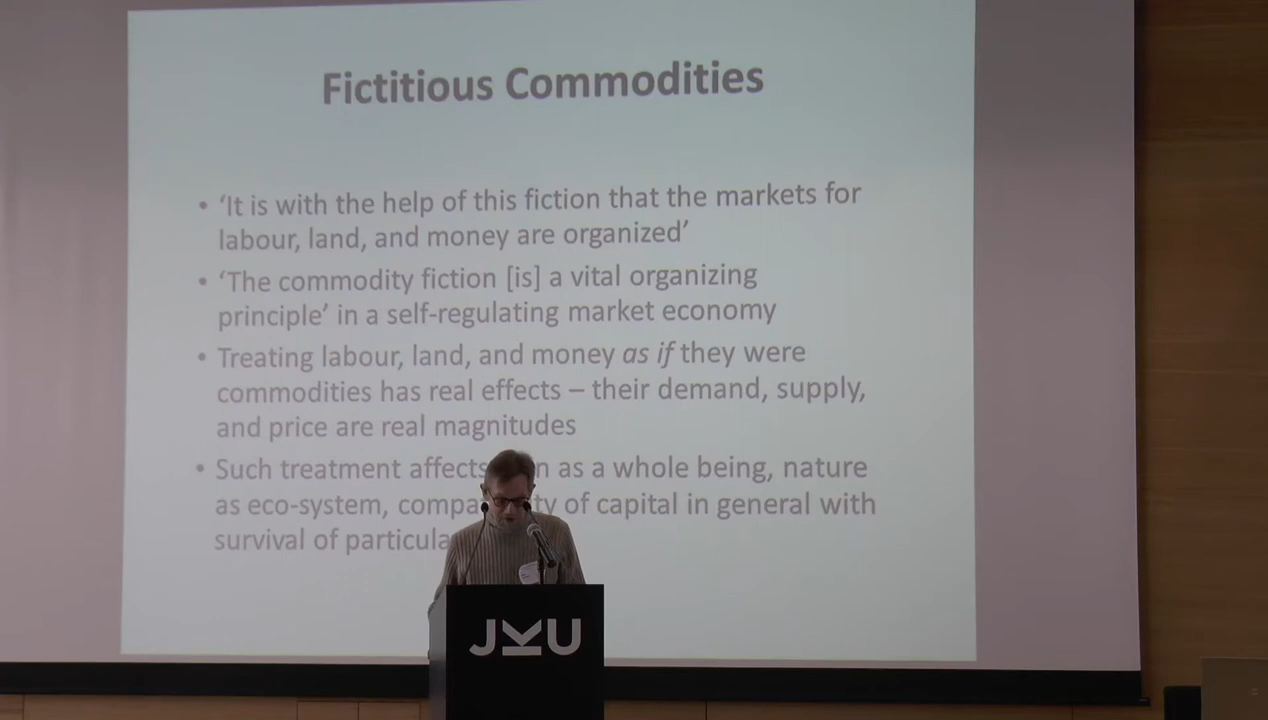 Fictitious Commodities
• ‘It is with the help of this fiction that the markets for
labour, land, and money are organized’
• ‘The commodity fiction [is] a vital organizing
principle’ in a self-regulating market economy
• Treating labour, land, and money as if they were
commodities has real effects – their demand, supply,
and price are real magnitudes
• Such treatment affects as a whole being, nature
as eco-system, of capital in general with
survival of
JKU